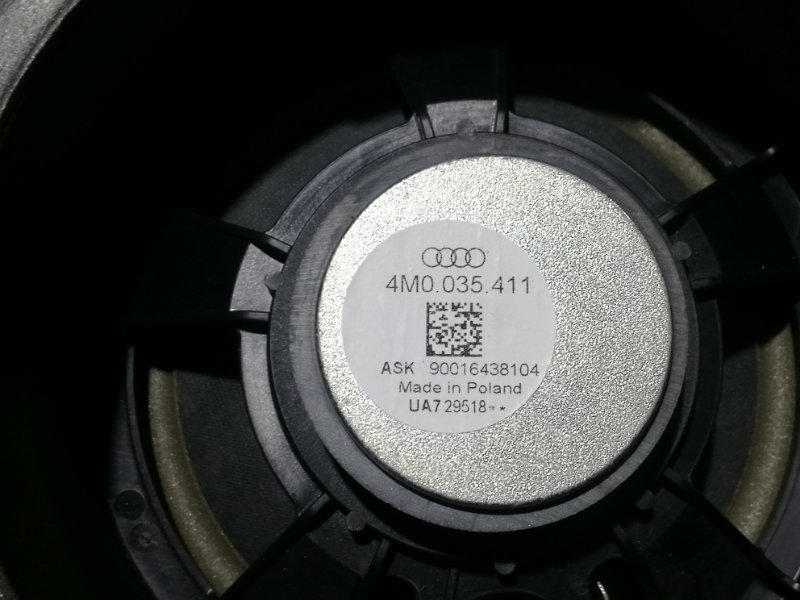 4M0.035.411
ASK 90016438104
Made in Poland
UA7 29518**